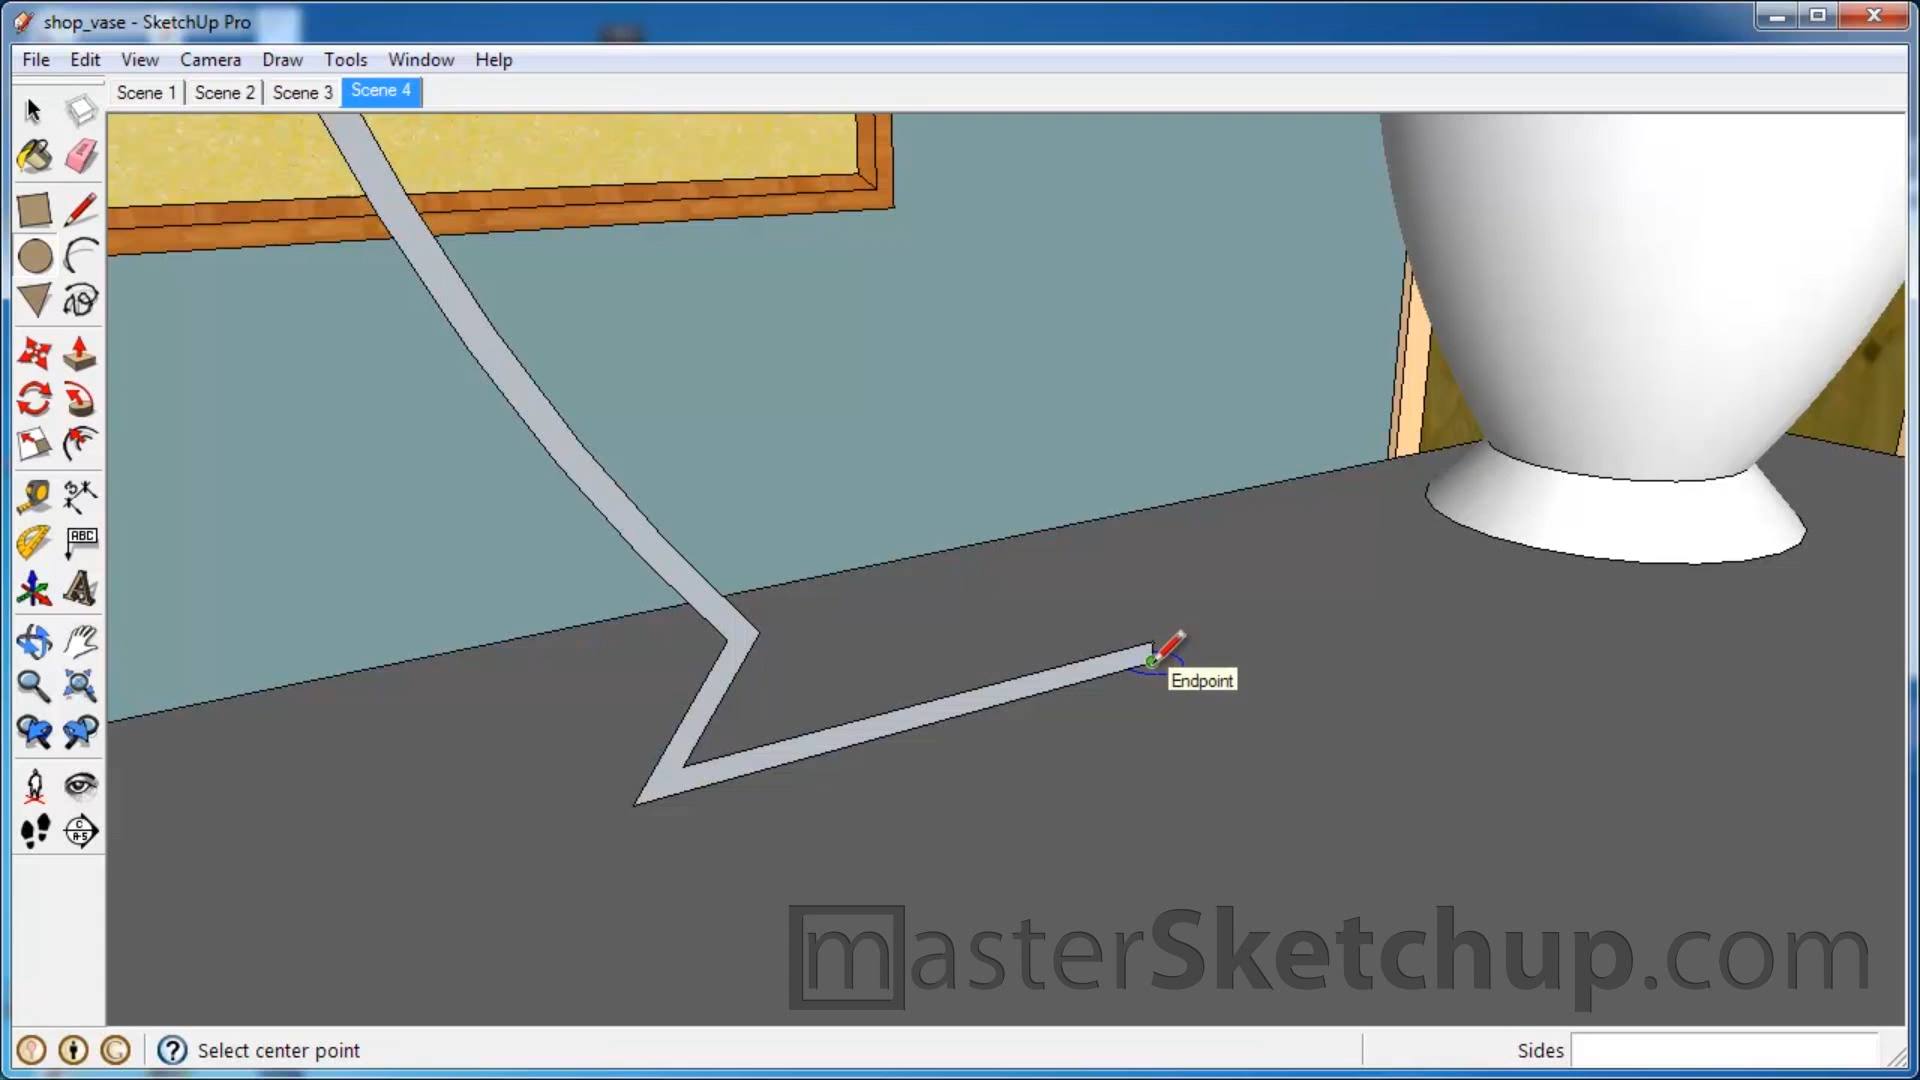 shop_vase - SketchUp Pro
File Edit View Camera Draw Tools Window Help
Scene 1 Scene 2 Scene 3 Scene 4
ABC
A
C
A-5
Endpoint
masterSketchup.com
Select center point
Sides